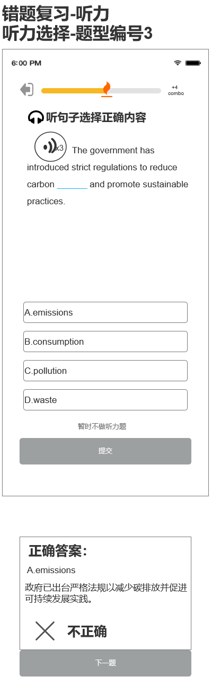 错题复习-听力
听力选择-题型编号3
6:00 PM
+4
combo
听句子选择正确内容
x3 The government has
introduced strict regulations to reduce
carbon ______ and promote sustainable
practices.
A.emissions
B.consumption
C.pollution
D.waste
暂时不做听力题
提交
正确答案：
A.emissions
政府已出台严格法规以减少碳排放并促进
可持续发展实践。
不正确
下一题